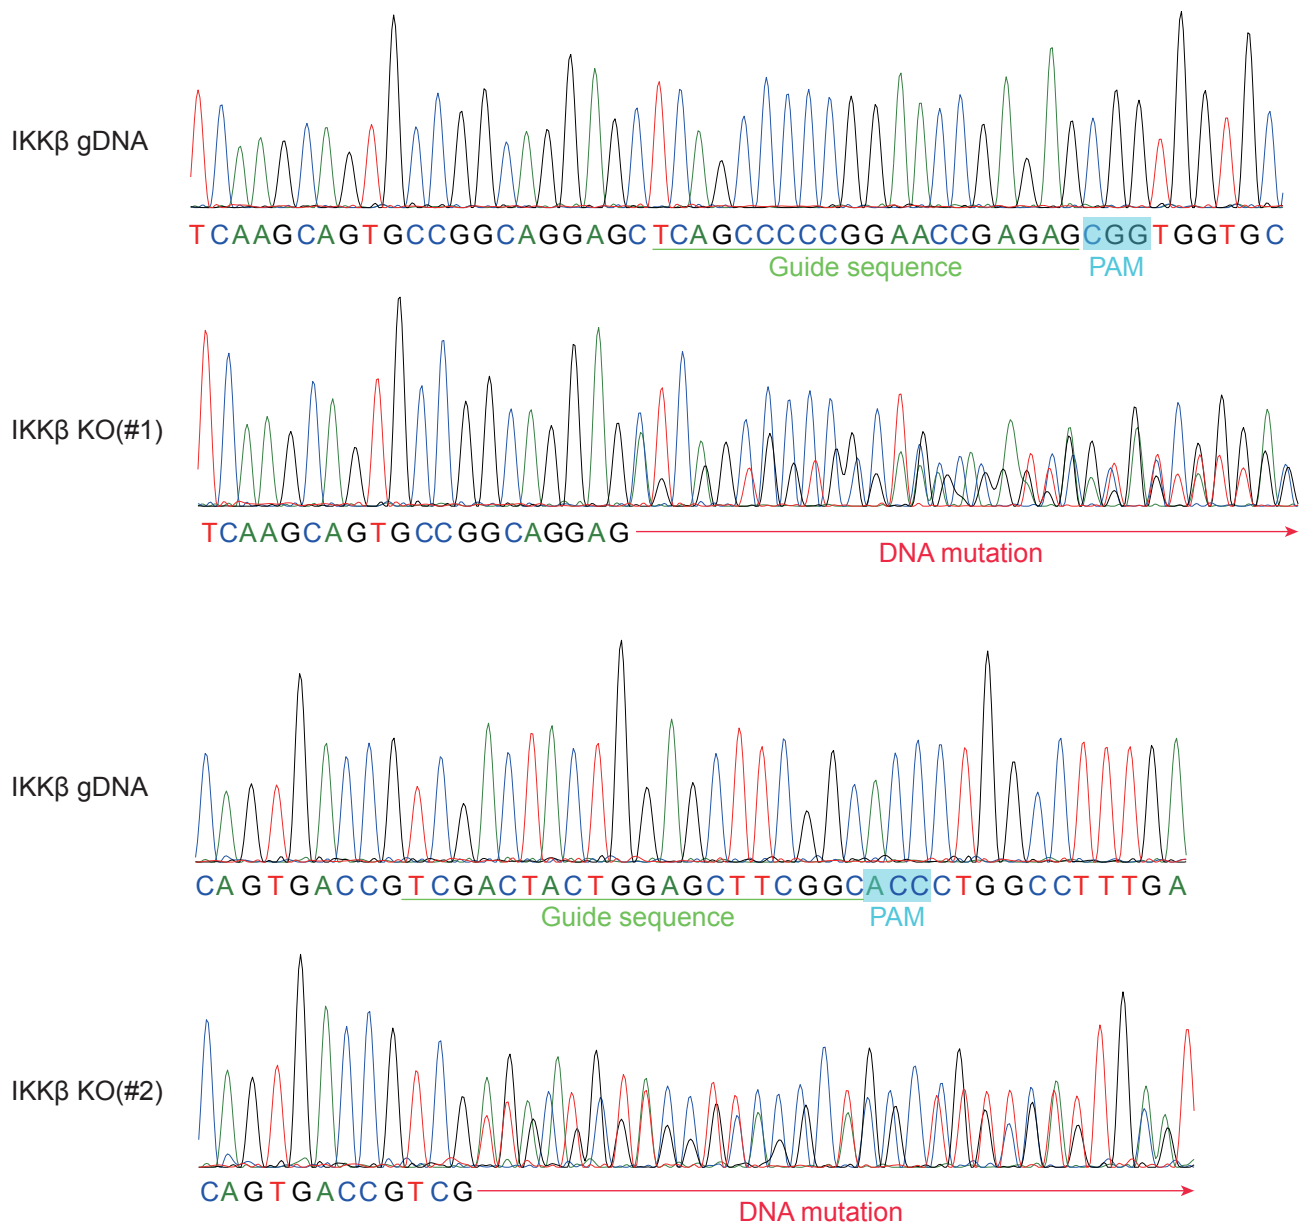 IKKβ gDNA
TCAAGCAGTGCCGGCAGGAGCTCAGCCCCCGGAACCGAGAGCGGTGGTGC
Guide sequence PAM
IKKβ KO(#1)
TCAAGCAGTGCCGGCAGGAG
DNA mutation
IKKβ gDNA
CAGTGACCGTCGACTACTGGAGCTTCGGCACCCTGGCCTTTGA
Guide sequence PAM
IKKβ KO(#2)
CAGTGACCGTCG
DNA mutation